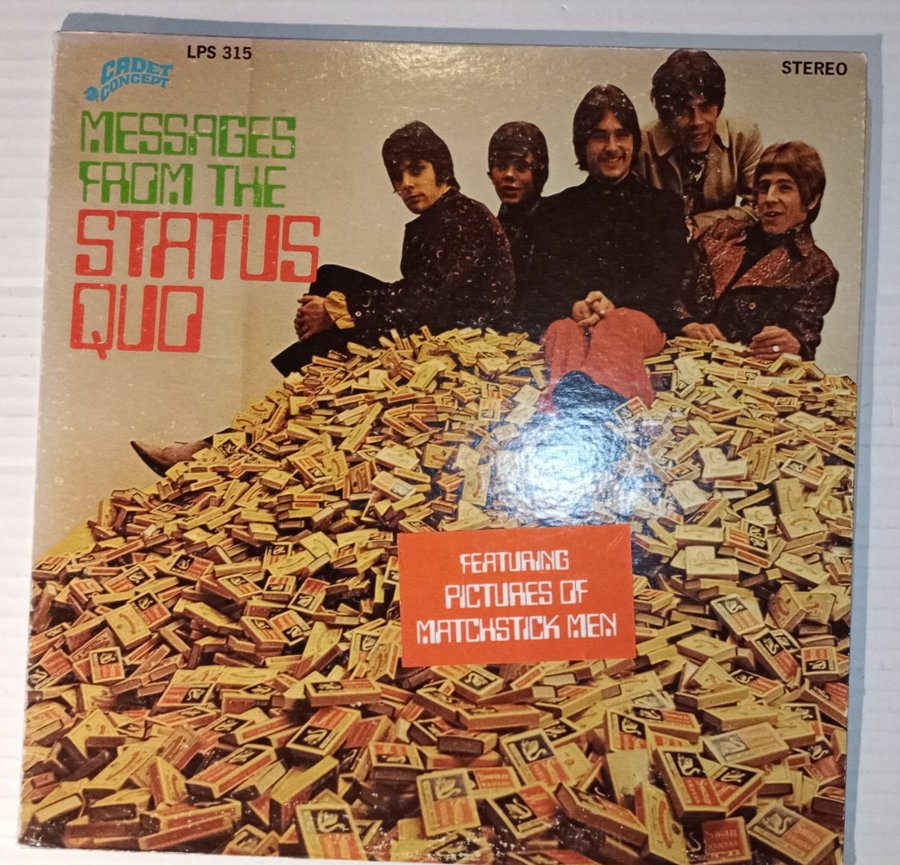 CADET
CONCEPT
LPS 315
STEREO
MESSAGES
FROM THE
STATUS
QUO
FEATURING
PICTURES OF
MATCHSTICK MEN